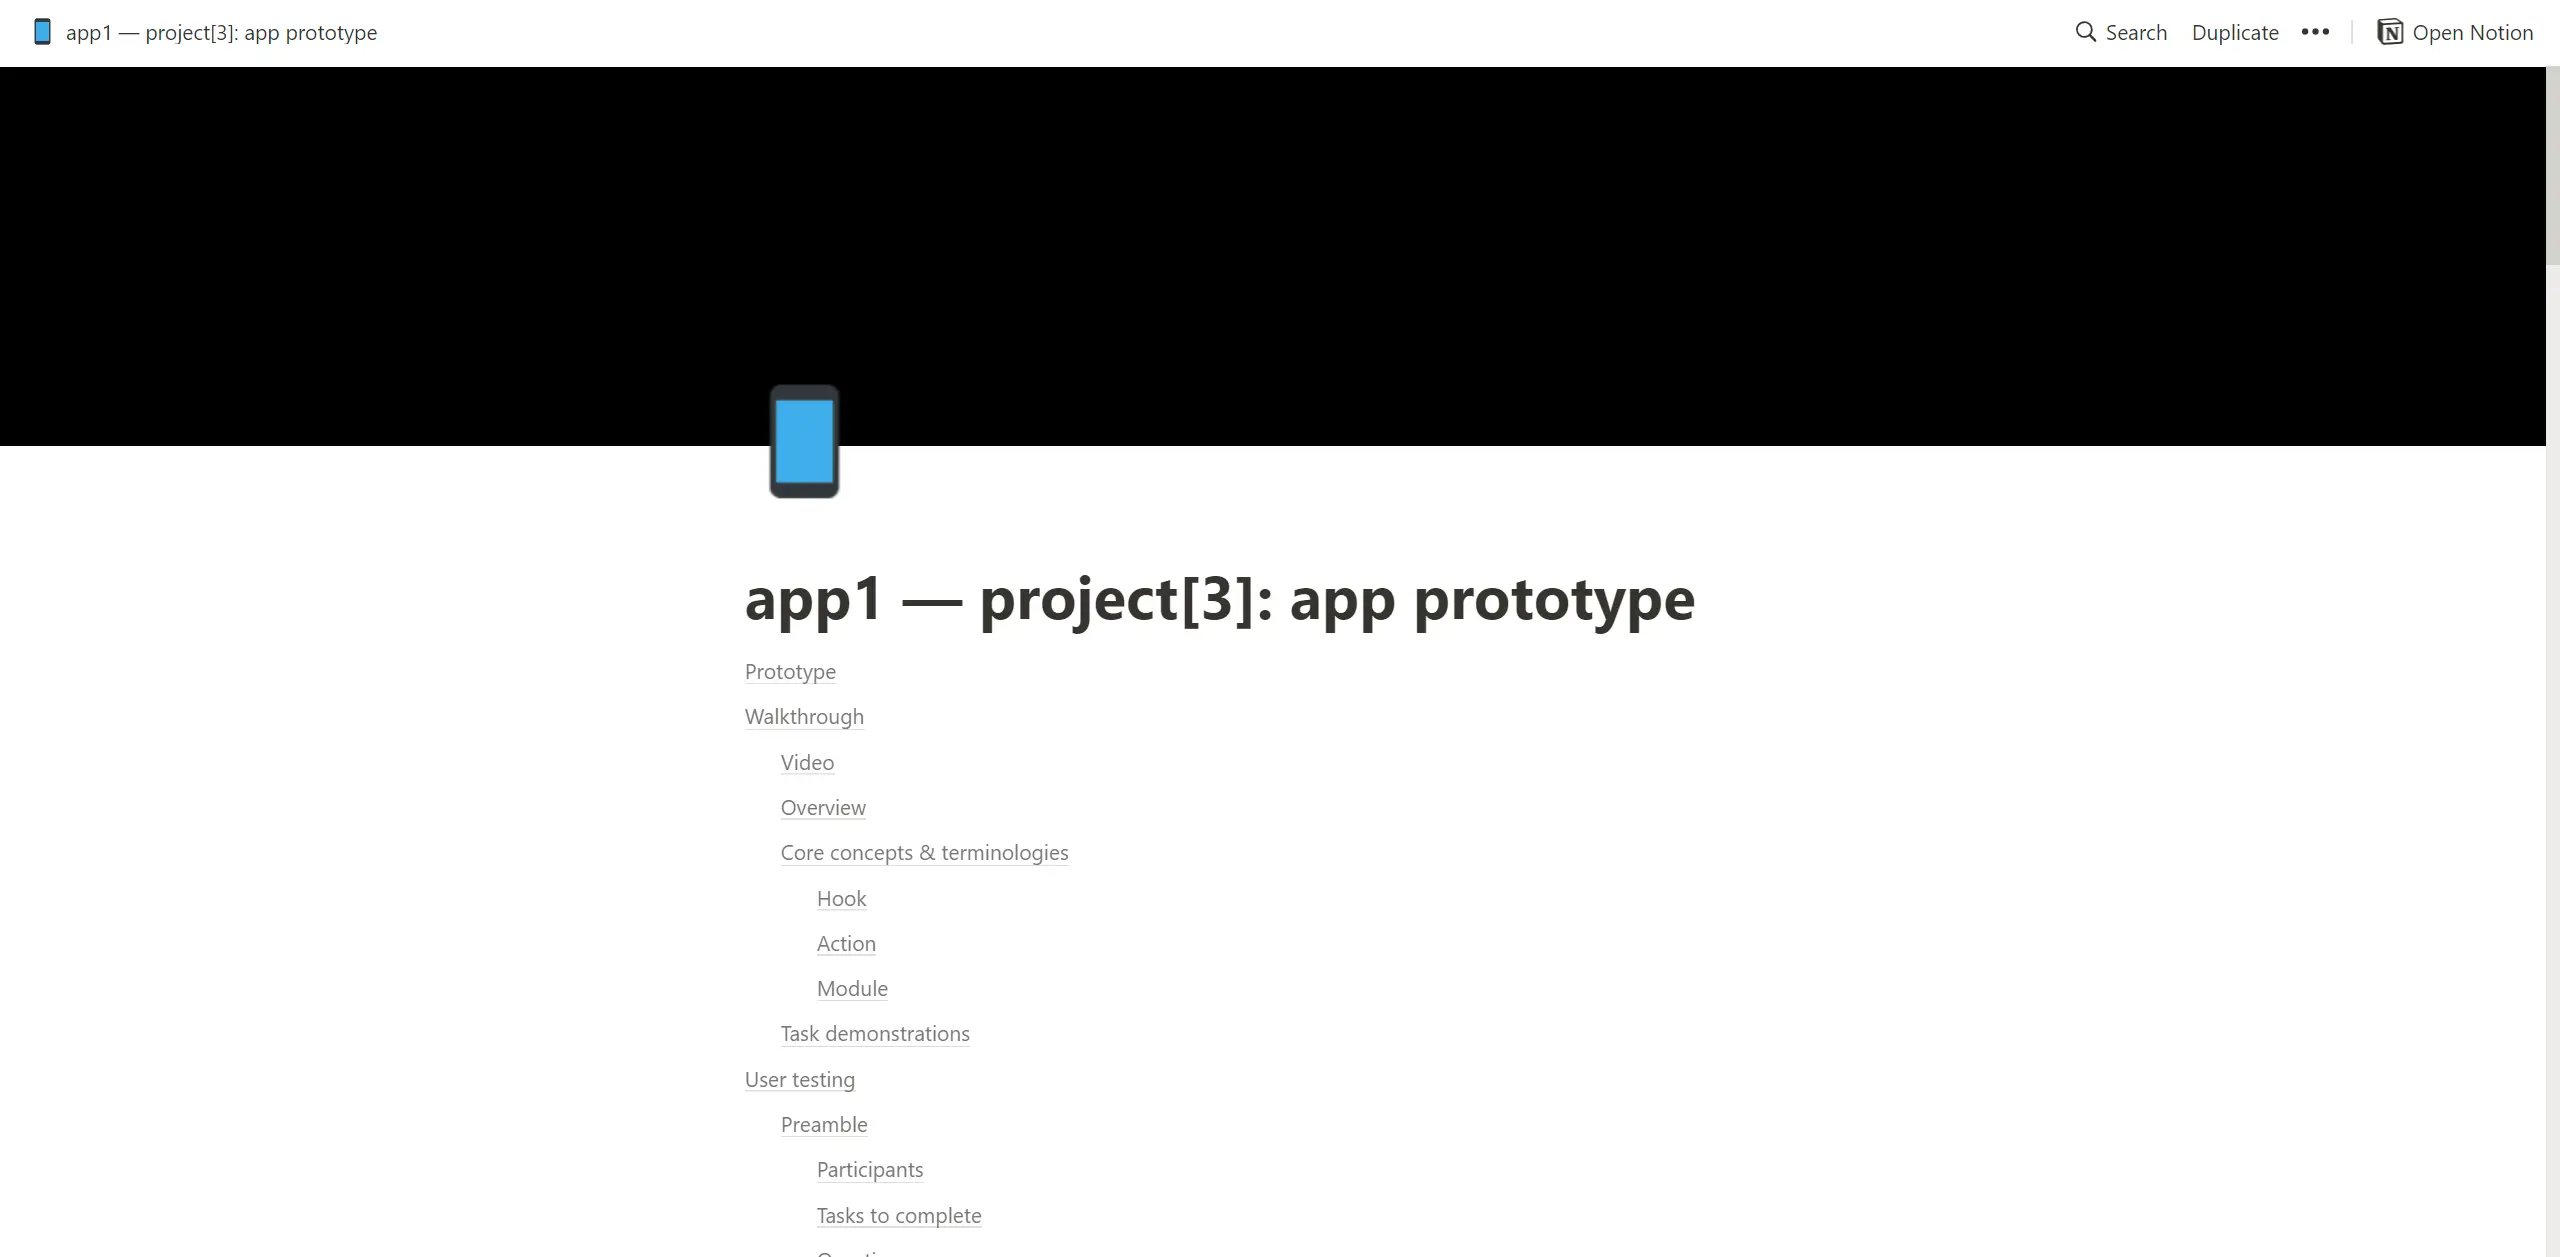 app1 — project[3]: app prototype
Search Duplicate ••• Open Notion
app1 — project[3]: app prototype
Prototype
Walkthrough
Video
Overview
Core concepts & terminologies
Hook
Action
Module
Task demonstrations
User testing
Preamble
Participants
Tasks to complete